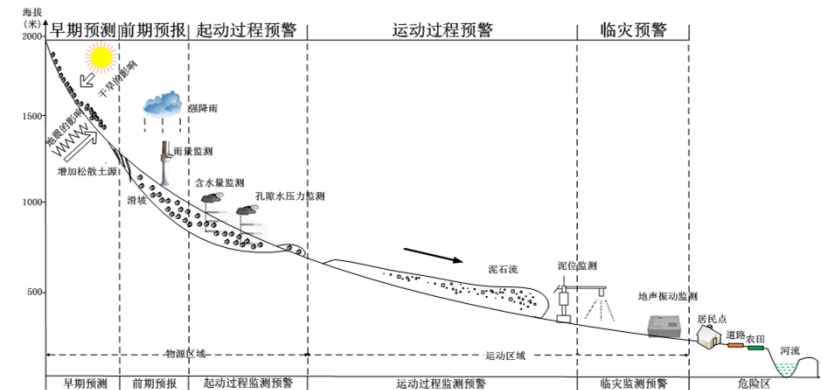 海拔
(米)
早期预测 前期预报 起动过程预警 运动过程预警 临灾预警
2000
干旱的影响
强降雨
1500
地震的影响
雨量监测
增加松散土源
含水量监测
滑坡
孔隙水压力监测
1000
泥石流
泥位监测
500
地声振动监测
居民点
道路
农田
河流
物源区域
运动区域
早期预测 前期预报 起动过程监测预警 运动过程监测预警 临灾监测预警 危险区